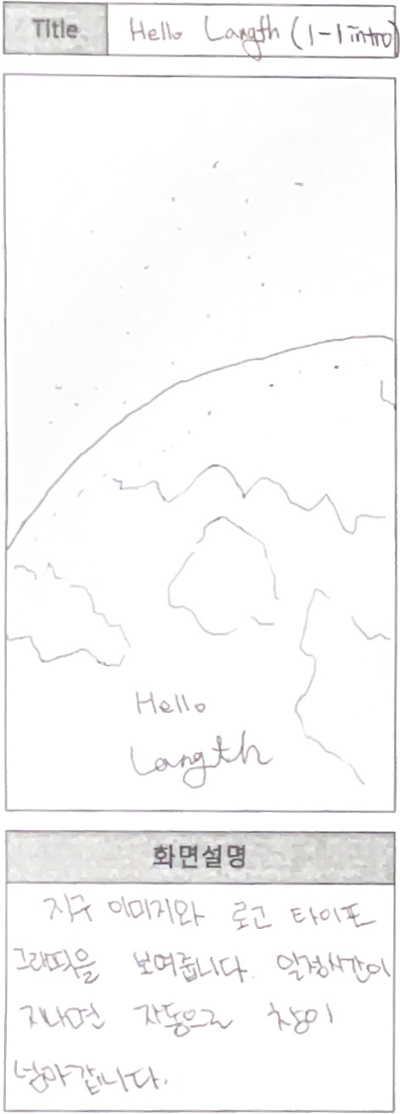 Title Hello Langth (1-1 intro)
Hello
Langth
화면설명
지구 이미지와 로고 타이포
그래픽을 보여줍니다. 일정시간이
지나면 자동으로 창이
넘어갑니다.